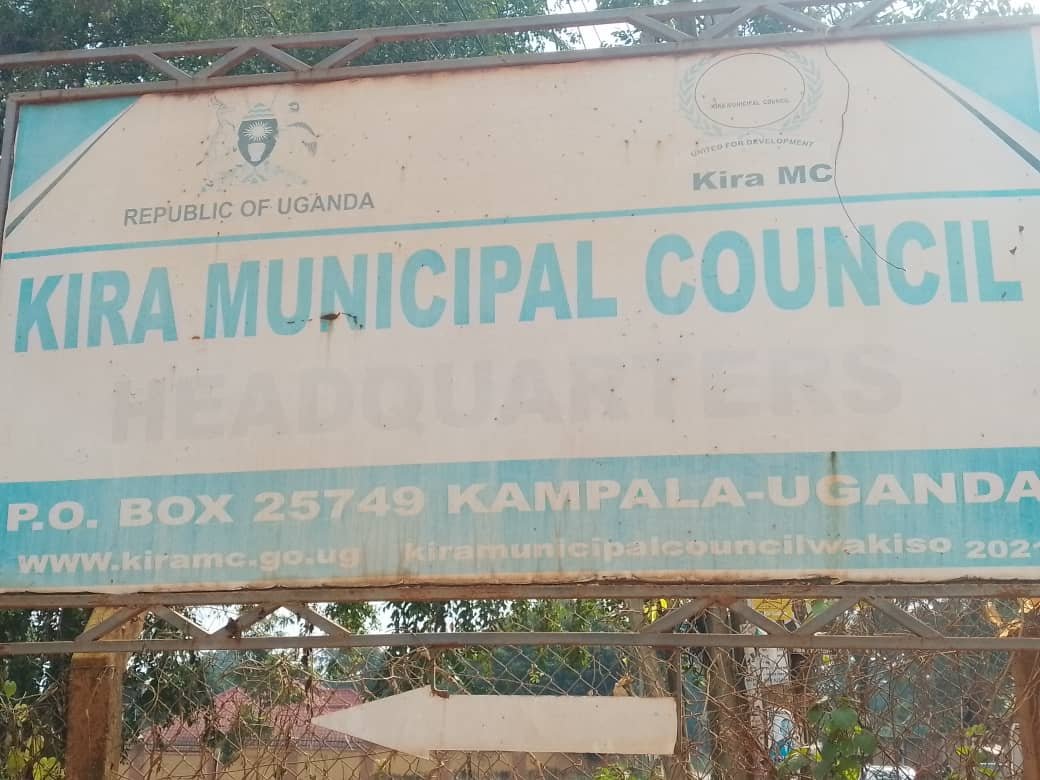 KIRA MUNICIPAL COUNCIL
UNITED FOR DEVELOPMENT
REPUBLIC OF UGANDA
Kira MC
KIRA MUNICIPAL COUNCIL
HEADQUARTERS
P.O. BOX 25749 KAMPALA-UGANDA
www.kiramc.go.ug kiramunicipalcouncilwakiso 2021